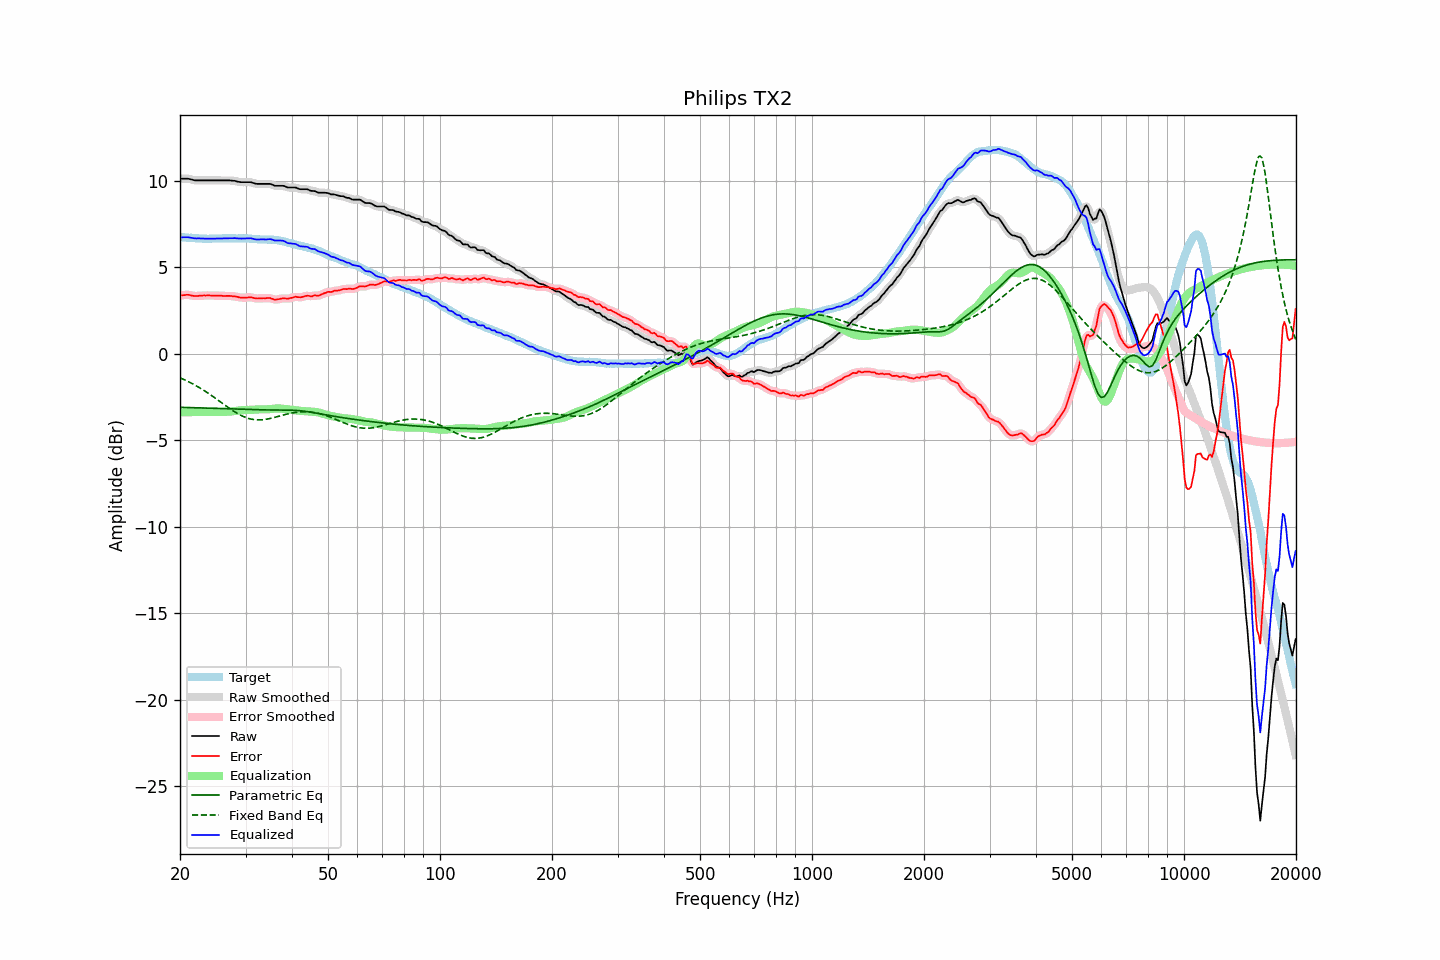 Philips TX2
Amplitude (dBr)
10
5
0
−5
−10
−15
−20
−25
Target
Raw Smoothed
Error Smoothed
Raw
Error
Equalization
Parametric Eq
Fixed Band Eq
Equalized
20 50 100 200 500 1000 2000 5000 10000 20000
Frequency (Hz)